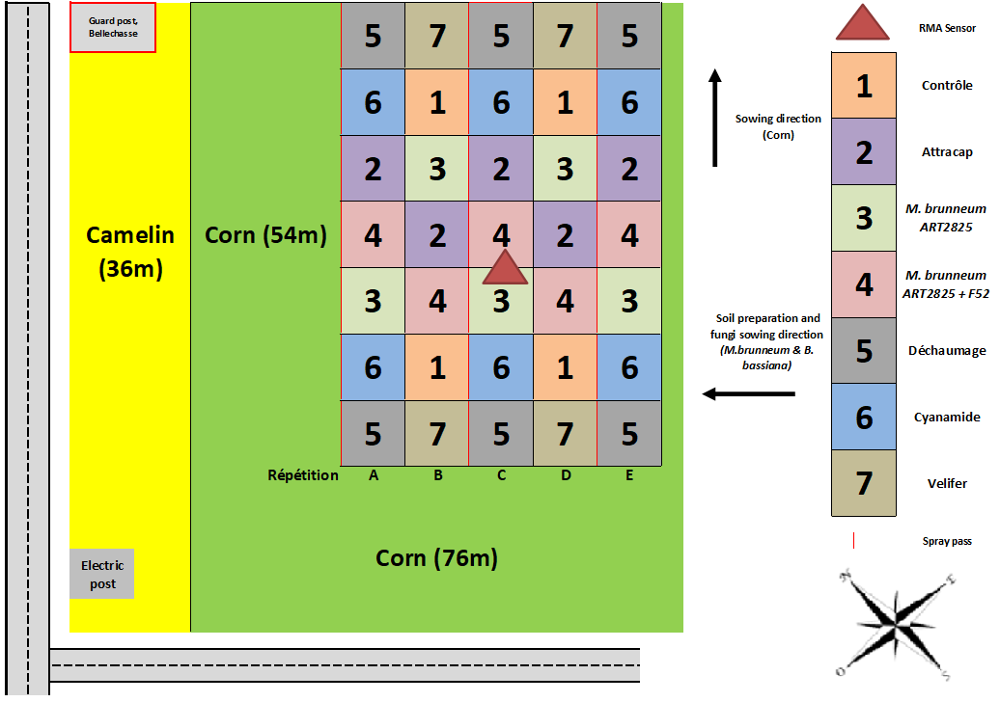 Guard post,
Bellechasse
Camelin
(36m)
Corn (54m)
5 7 5 7 5
6 1 6 1 6
2 3 2 3 2
4 2 4 2 4
3 4 3 4 3
6 1 6 1 6
5 7 5 7 5
Répétition A B C D E
Corn (76m)
Electric
post
Sowing direction
(Corn)
Soil preparation and
fungi sowing direction
(M.brunneum & B.
bassiana)
RMA Sensor
1 Contrôle
2 Attracap
3 M. brunneum
ART2825
4 M. brunneum
ART2825 + F52
5 Déchaumage
6 Cyanamide
7 Velifer
Spray pass
N E
O S